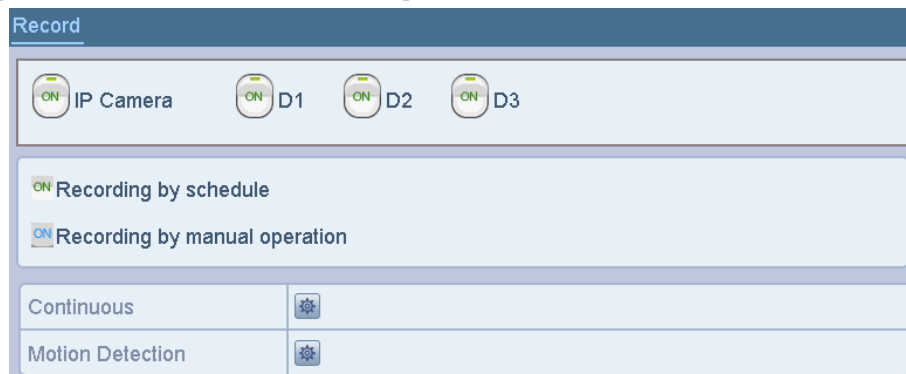 Record
ON IP Camera ON D1 ON D2 ON D3
ON Recording by schedule
ON Recording by manual operation
Continuous
Motion Detection